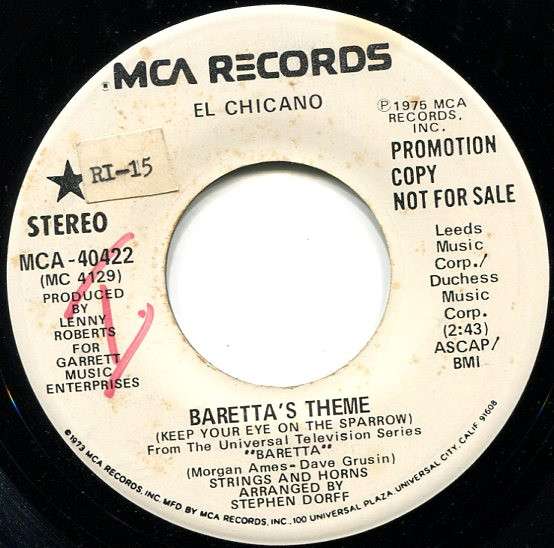 MCA RECORDS
EL CHICANO
℗1975 MCA
RECORDS,
INC.
PROMOTION
COPY
NOT FOR SALE
RI-15
STEREO
MCA-40422
(MC 4129)
PRODUCED
BY
LENNY
ROBERTS
FOR
GARRETT
MUSIC
ENTERPRISES
Leeds
Music
Corp./
Duchess
Music
Corp.
(2:43)
ASCAP/
BMI
BARETTA'S THEME
(KEEP YOUR EYE ON THE SPARROW)
From The Universal Television Series
"BARETTA"
(Morgan Ames-Dave Grusin)
STRINGS AND HORNS
ARRANGED BY
STEPHEN DORFF
©1973 MCA RECORDS, INC. MFD BY MCA RECORDS, INC., 100 UNIVERSAL PLAZA, UNIVERSAL CITY, CALIF. 91608